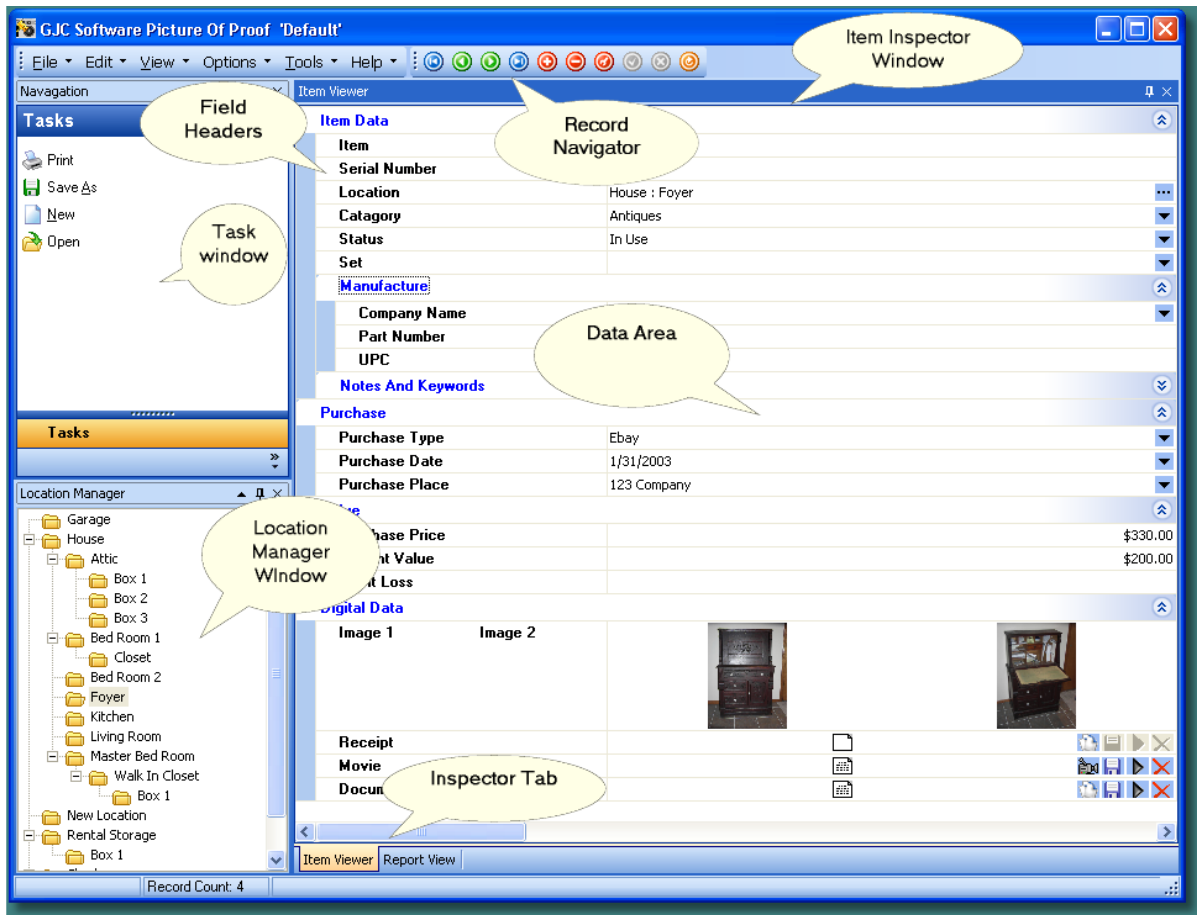 GJC Software Picture Of Proof 'Default'
File Edit View Options Tools Help
Item Inspector
Window
Navigation
Item Viewer
Tasks
Field
Headers
Record
Navigator
Print
Save As
New
Open
Task
window
Item Data
Item
Serial Number
Location House : Foyer
Catagory Antiques
Status In Use
Set
Manufacture
Company Name
Part Number
UPC
Data Area
Notes And Keywords
Purchase
Purchase Type Ebay
Purchase Date 1/31/2003
Purchase Place 123 Company
Tasks
Location Manager
Location
Manager
WIndow
Price $330.00
Value $200.00
Loss
Digital Data
Image 1 Image 2
Receipt
Movie
Inspector Tab
Garage
House
Attic
Box 1
Box 2
Box 3
Bed Room 1
Closet
Bed Room 2
Foyer
Kitchen
Living Room
Master Bed Room
Walk In Closet
Box 1
New Location
Rental Storage
Box 1
Item Viewer Report View
Record Count: 4